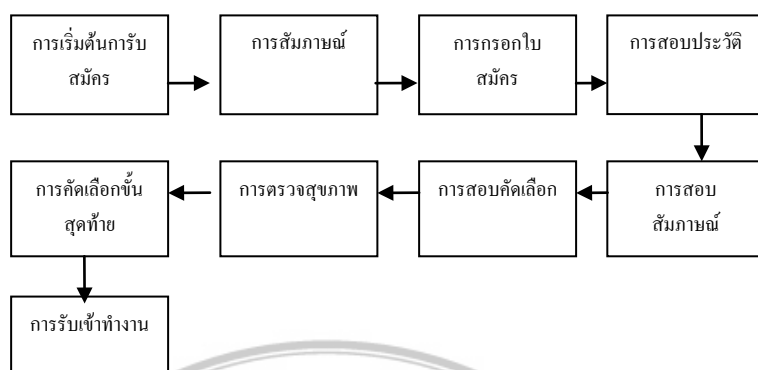 การเริ่มต้นการับ
สมัคร
การสัมภาษณ์
การกรอกใบ
สมัคร
การสอบประวัติ
การสอบ
สัมภาษณ์
การสอบคัดเลือก
การตรวจสุขภาพ
การคัดเลือกขั้น
สุดท้าย
การรับเข้าทำงาน